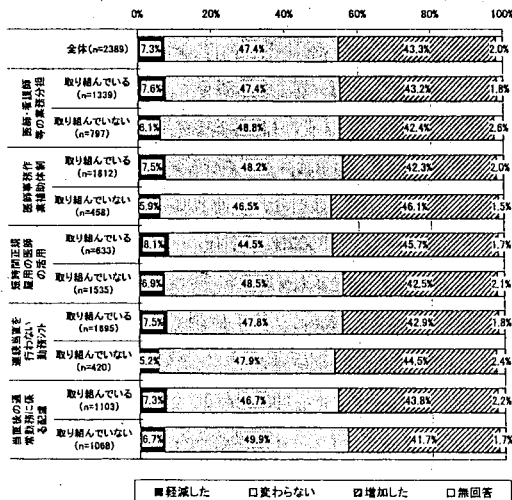 0% 20% 40% 60% 80% 100%
全体(n=2389) 7.3% 47.4% 43.3% 2.0%
医師・看護師等の業務分担
取り組んでいる (n=1339) 7.6% 47.4% 43.2% 1.8%
取り組んでいない (n=797) 6.1% 48.8% 42.4% 2.6%
医師事務作業補助体制
取り組んでいる (n=1812) 7.5% 48.2% 42.3% 2.0%
取り組んでいない (n=458) 5.9% 46.5% 46.1% 1.5%
短時間正規雇用の医師の活用
取り組んでいる (n=633) 8.1% 44.5% 45.7% 1.7%
取り組んでいない (n=1535) 6.9% 48.5% 42.5% 2.1%
連続当直を行わない勤務シフト
取り組んでいる (n=1695) 7.5% 47.8% 42.9% 1.8%
取り組んでいない (n=420) 5.2% 47.9% 44.5% 2.4%
当直後の通常勤務に係る配慮
取り組んでいる (n=1103) 7.3% 46.7% 43.8% 2.2%
取り組んでいない (n=1068) 6.7% 49.9% 41.7% 1.7%
軽減した 変わらない 増加した 無回答